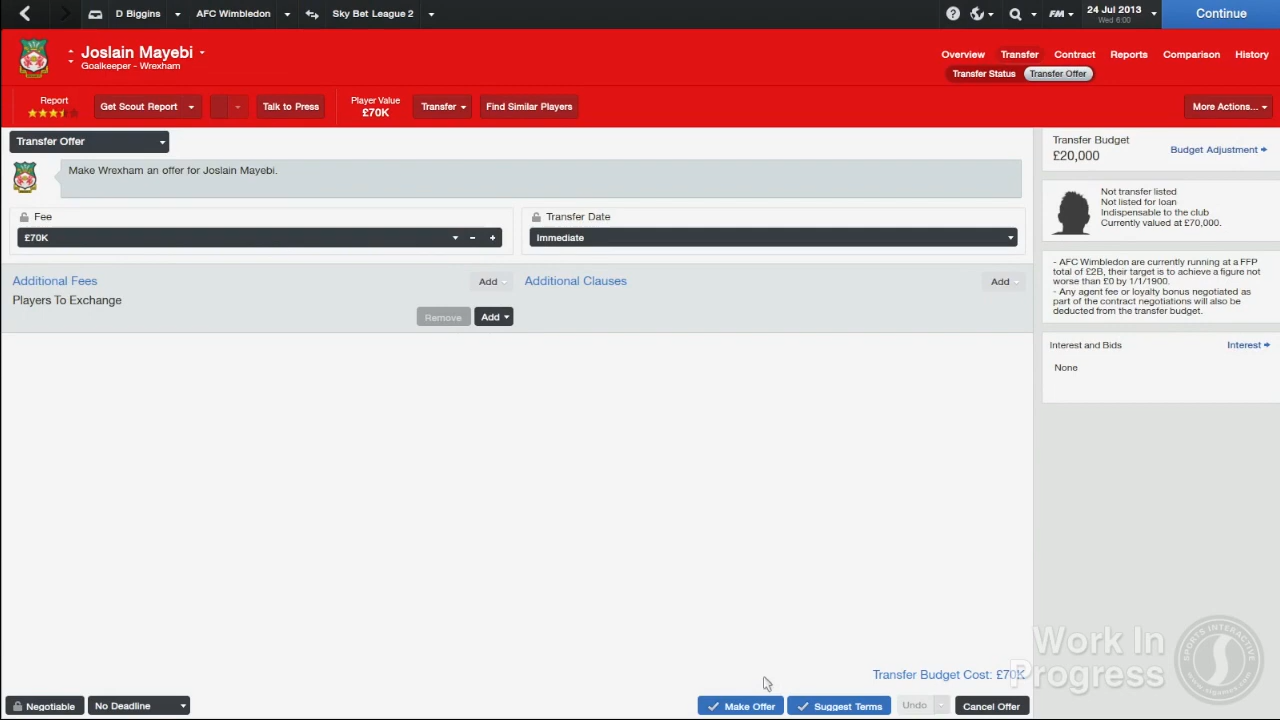 D Biggins
AFC Wimbledon
Sky Bet League 2
FM
24 Jul 2013
Wed 6:00
Continue
Joslain Mayebi
Goalkeeper - Wrexham
Overview
Transfer
Contract
Reports
Comparison
History
Transfer Status
Transfer Offer
Report
Get Scout Report
Talk to Press
Player Value
£70K
Transfer
Find Similar Players
More Actions...
Transfer Offer
Make Wrexham an offer for Joslain Mayebi.
Fee
£70K
Transfer Date
Immediate
Additional Fees
Add
Additional Clauses
Add
Players To Exchange
Remove
Add
Transfer Budget
£20,000
Budget Adjustment
Not transfer listed
Not listed for loan
Indispensable to the club
Currently valued at £70,000.
- AFC Wimbledon are currently running at a FFP
total of £2B, their target is to achieve a figure not
worse than £0 by 1/1/1900.
- Any agent fee or loyalty bonus negotiated as
part of the contract negotiations will also be
deducted from the transfer budget.
Interest and Bids
Interest
None
Work In
Progress
SPORTS INTERACTIVE
Transfer Budget Cost: £70K
Negotiable
No Deadline
Make Offer
Suggest Terms
Undo
Cancel Offer